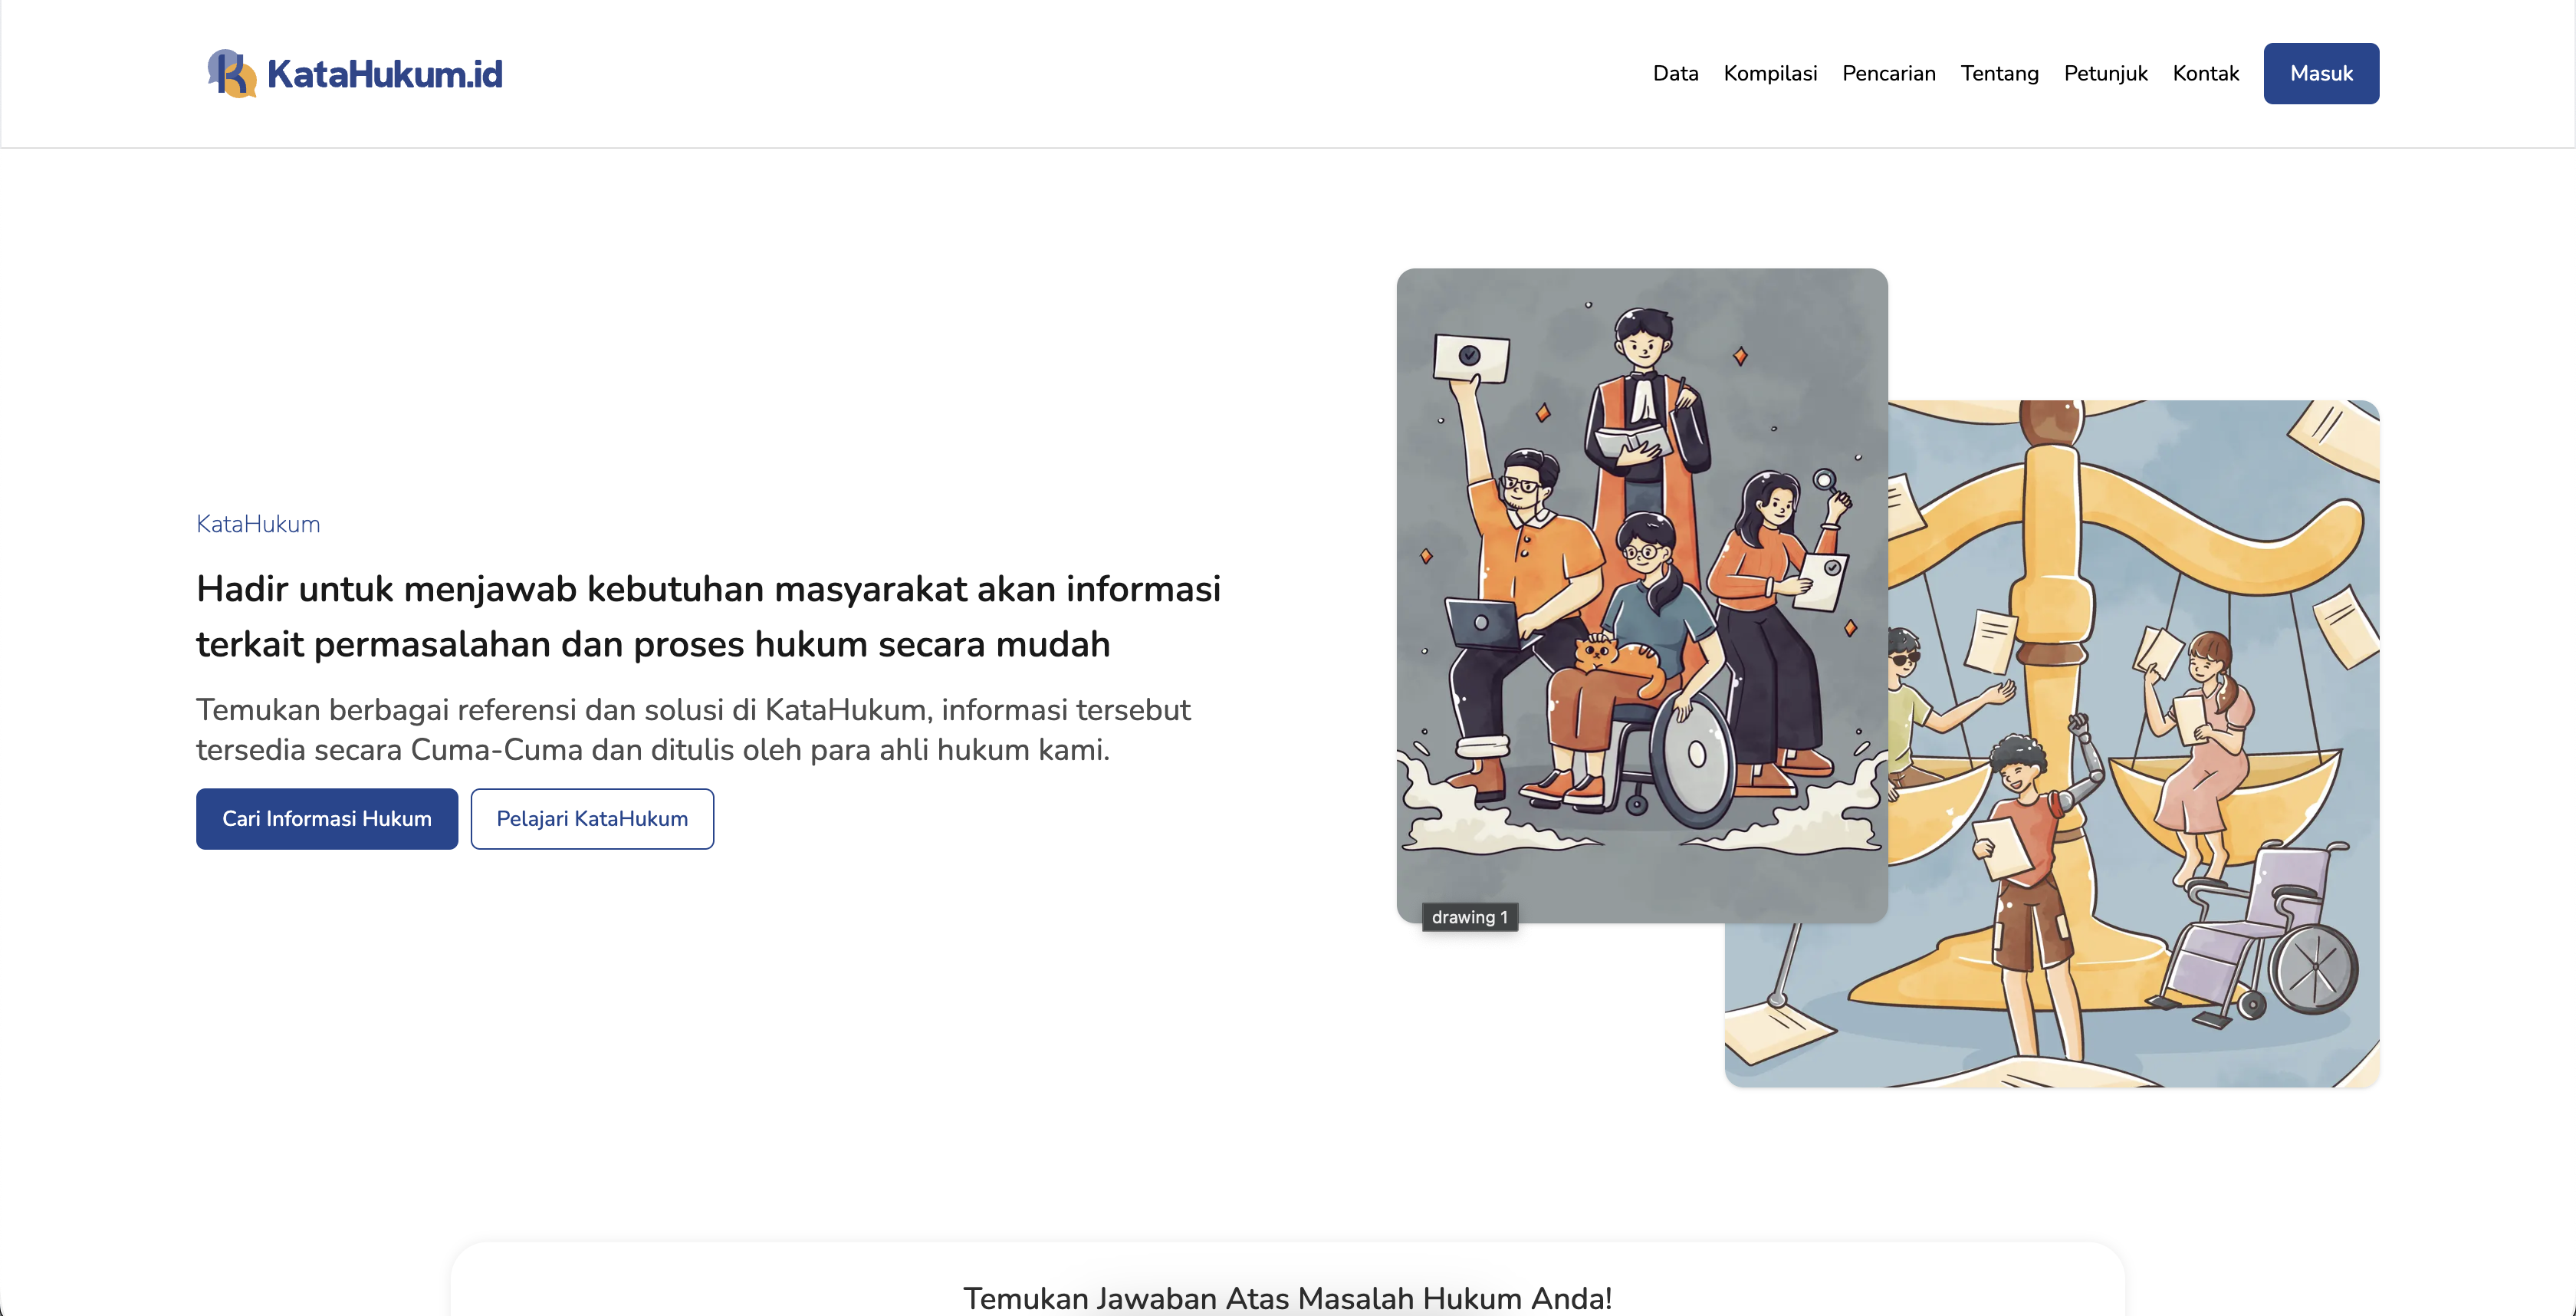 KataHukum.id
Data
Kompilasi
Pencarian
Tentang
Petunjuk
Kontak
Masuk
KataHukum
Hadir untuk menjawab kebutuhan masyarakat akan informasi
terkait permasalahan dan proses hukum secara mudah
Temukan berbagai referensi dan solusi di KataHukum, informasi tersebut
tersedia secara Cuma-Cuma dan ditulis oleh para ahli hukum kami.
Cari Informasi Hukum
Pelajari KataHukum
drawing 1
Temukan Jawaban Atas Masalah Hukum Anda!